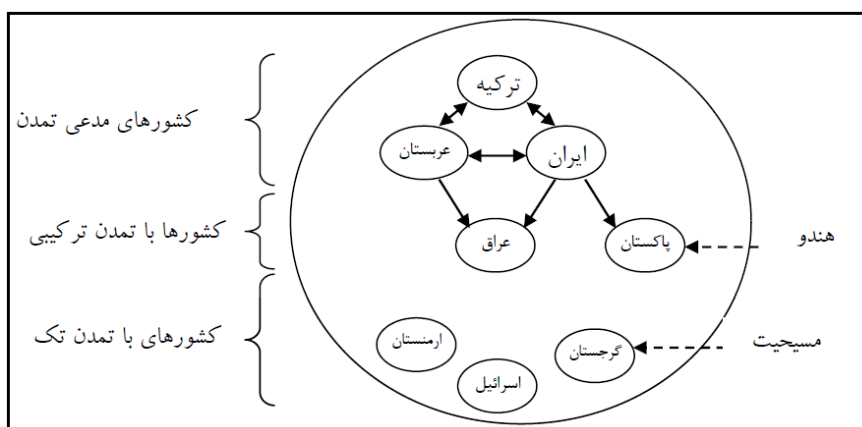 ترکیه
کشورهای مدعی تمدن
ایران
عربستان
کشورها با تمدن ترکیبی
هندو
پاکستان
عراق
کشورهای با تمدن تک
مسیحیت
گرجستان
ارمنستان
اسرائیل